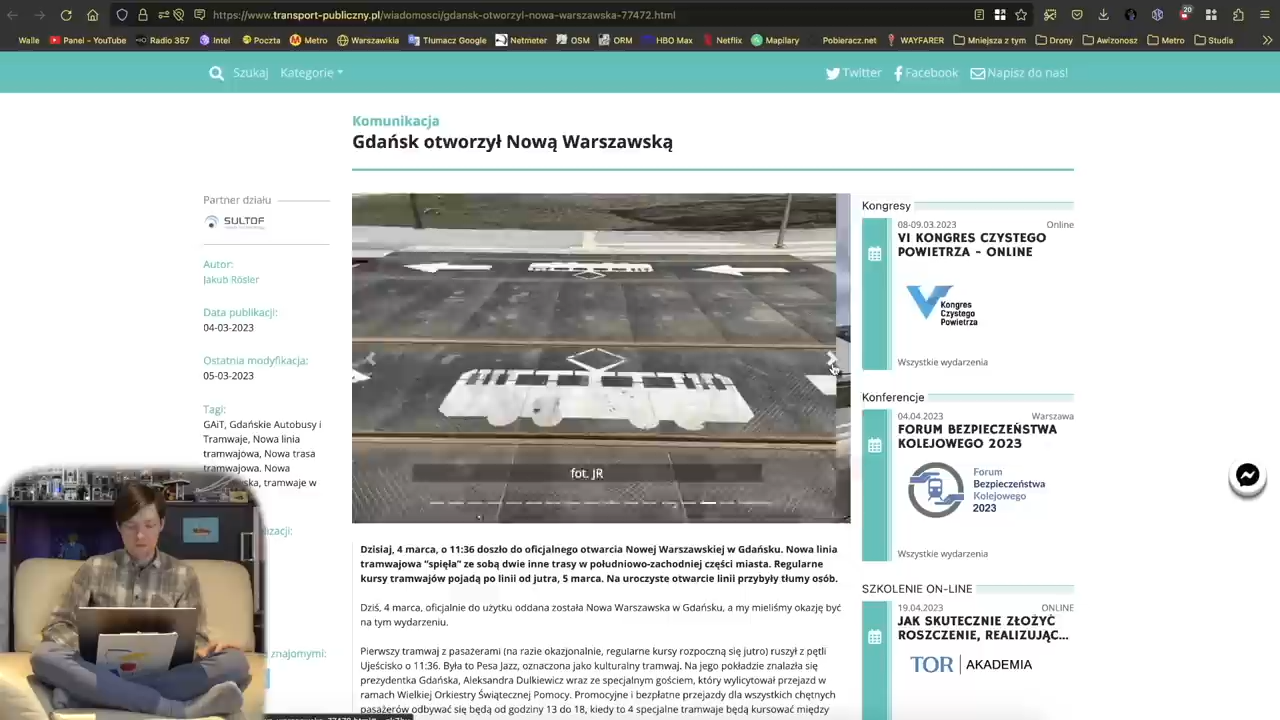 https://www.transport-publiczny.pl/wiadomosci/gdansk-otworzyl-nowa-warszawska-77472.html
20
Walle Panel - YouTube Radio 357 Intel Poczta Metro Warszawikia Tłumacz Google Netmeter OSM ORM HBO Max Netflix Mapilary Pobieracz.net WAYFARER Mniejsza z tym Drony Awizonosz Metro Studia
Szukaj Kategorie Twitter Facebook Napisz do nas!
Komunikacja
Gdańsk otworzył Nową Warszawską
Partner działu
SULTOF
Autor:
Jakub Rösler
Data publikacji:
04-03-2023
Ostatnia modyfikacja:
05-03-2023
Tagi:
GAiT, Gdańskie Autobusy i
Tramwaje, Nowa linia
tramwajowa, Nowa trasa
tramwajowa. Nowa
ska, tramwaje w
izacji:
znajomymi:
fot. JR
Dzisiaj, 4 marca, o 11:36 doszło do oficjalnego otwarcia Nowej Warszawskiej w Gdańsku. Nowa linia
tramwajowa "spięła" ze sobą dwie inne trasy w południowo-zachodniej części miasta. Regularne
kursy tramwajów pojadą po linii od jutra, 5 marca. Na uroczyste otwarcie linii przybyły tłumy osób.
Dziś, 4 marca, oficjalnie do użytku oddana została Nowa Warszawska w Gdańsku, a my mieliśmy okazję być
na tym wydarzeniu.
Pierwszy tramwaj z pasażerami (na razie okazjonalnie, regularne kursy rozpoczną się jutro) ruszył z pętli
Ujeścisko o 11:36. Była to Pesa Jazz, oznaczona jako kulturalny tramwaj. Na jego pokładzie znalazła się
prezydentka Gdańska, Aleksandra Dulkiewicz wraz ze specjalnym gościem, który wylicytował przejazd w
ramach Wielkiej Orkiestry Świątecznej Pomocy. Promocyjne i bezpłatne przejazdy dla wszystkich chętnych
pasażerów odbywać się będą od godziny 13 do 18, kiedy to 4 specjalne tramwaje będą kursować między
Kongresy
08-09.03.2023 Online
VI KONGRES CZYSTEGO
POWIETRZA - ONLINE
Kongres
Czystego
Powietrza
Wszystkie wydarzenia
Konferencje
04.04.2023 Warszawa
FORUM BEZPIECZEŃSTWA
KOLEJOWEGO 2023
Forum
Bezpieczeństwa
Kolejowego
2023
Wszystkie wydarzenia
SZKOLENIE ON-LINE
19.04.2023 ONLINE
JAK SKUTECZNIE ZŁOŻYĆ
ROSZCZENIE, REALIZUJĄC...
TOR AKADEMIA